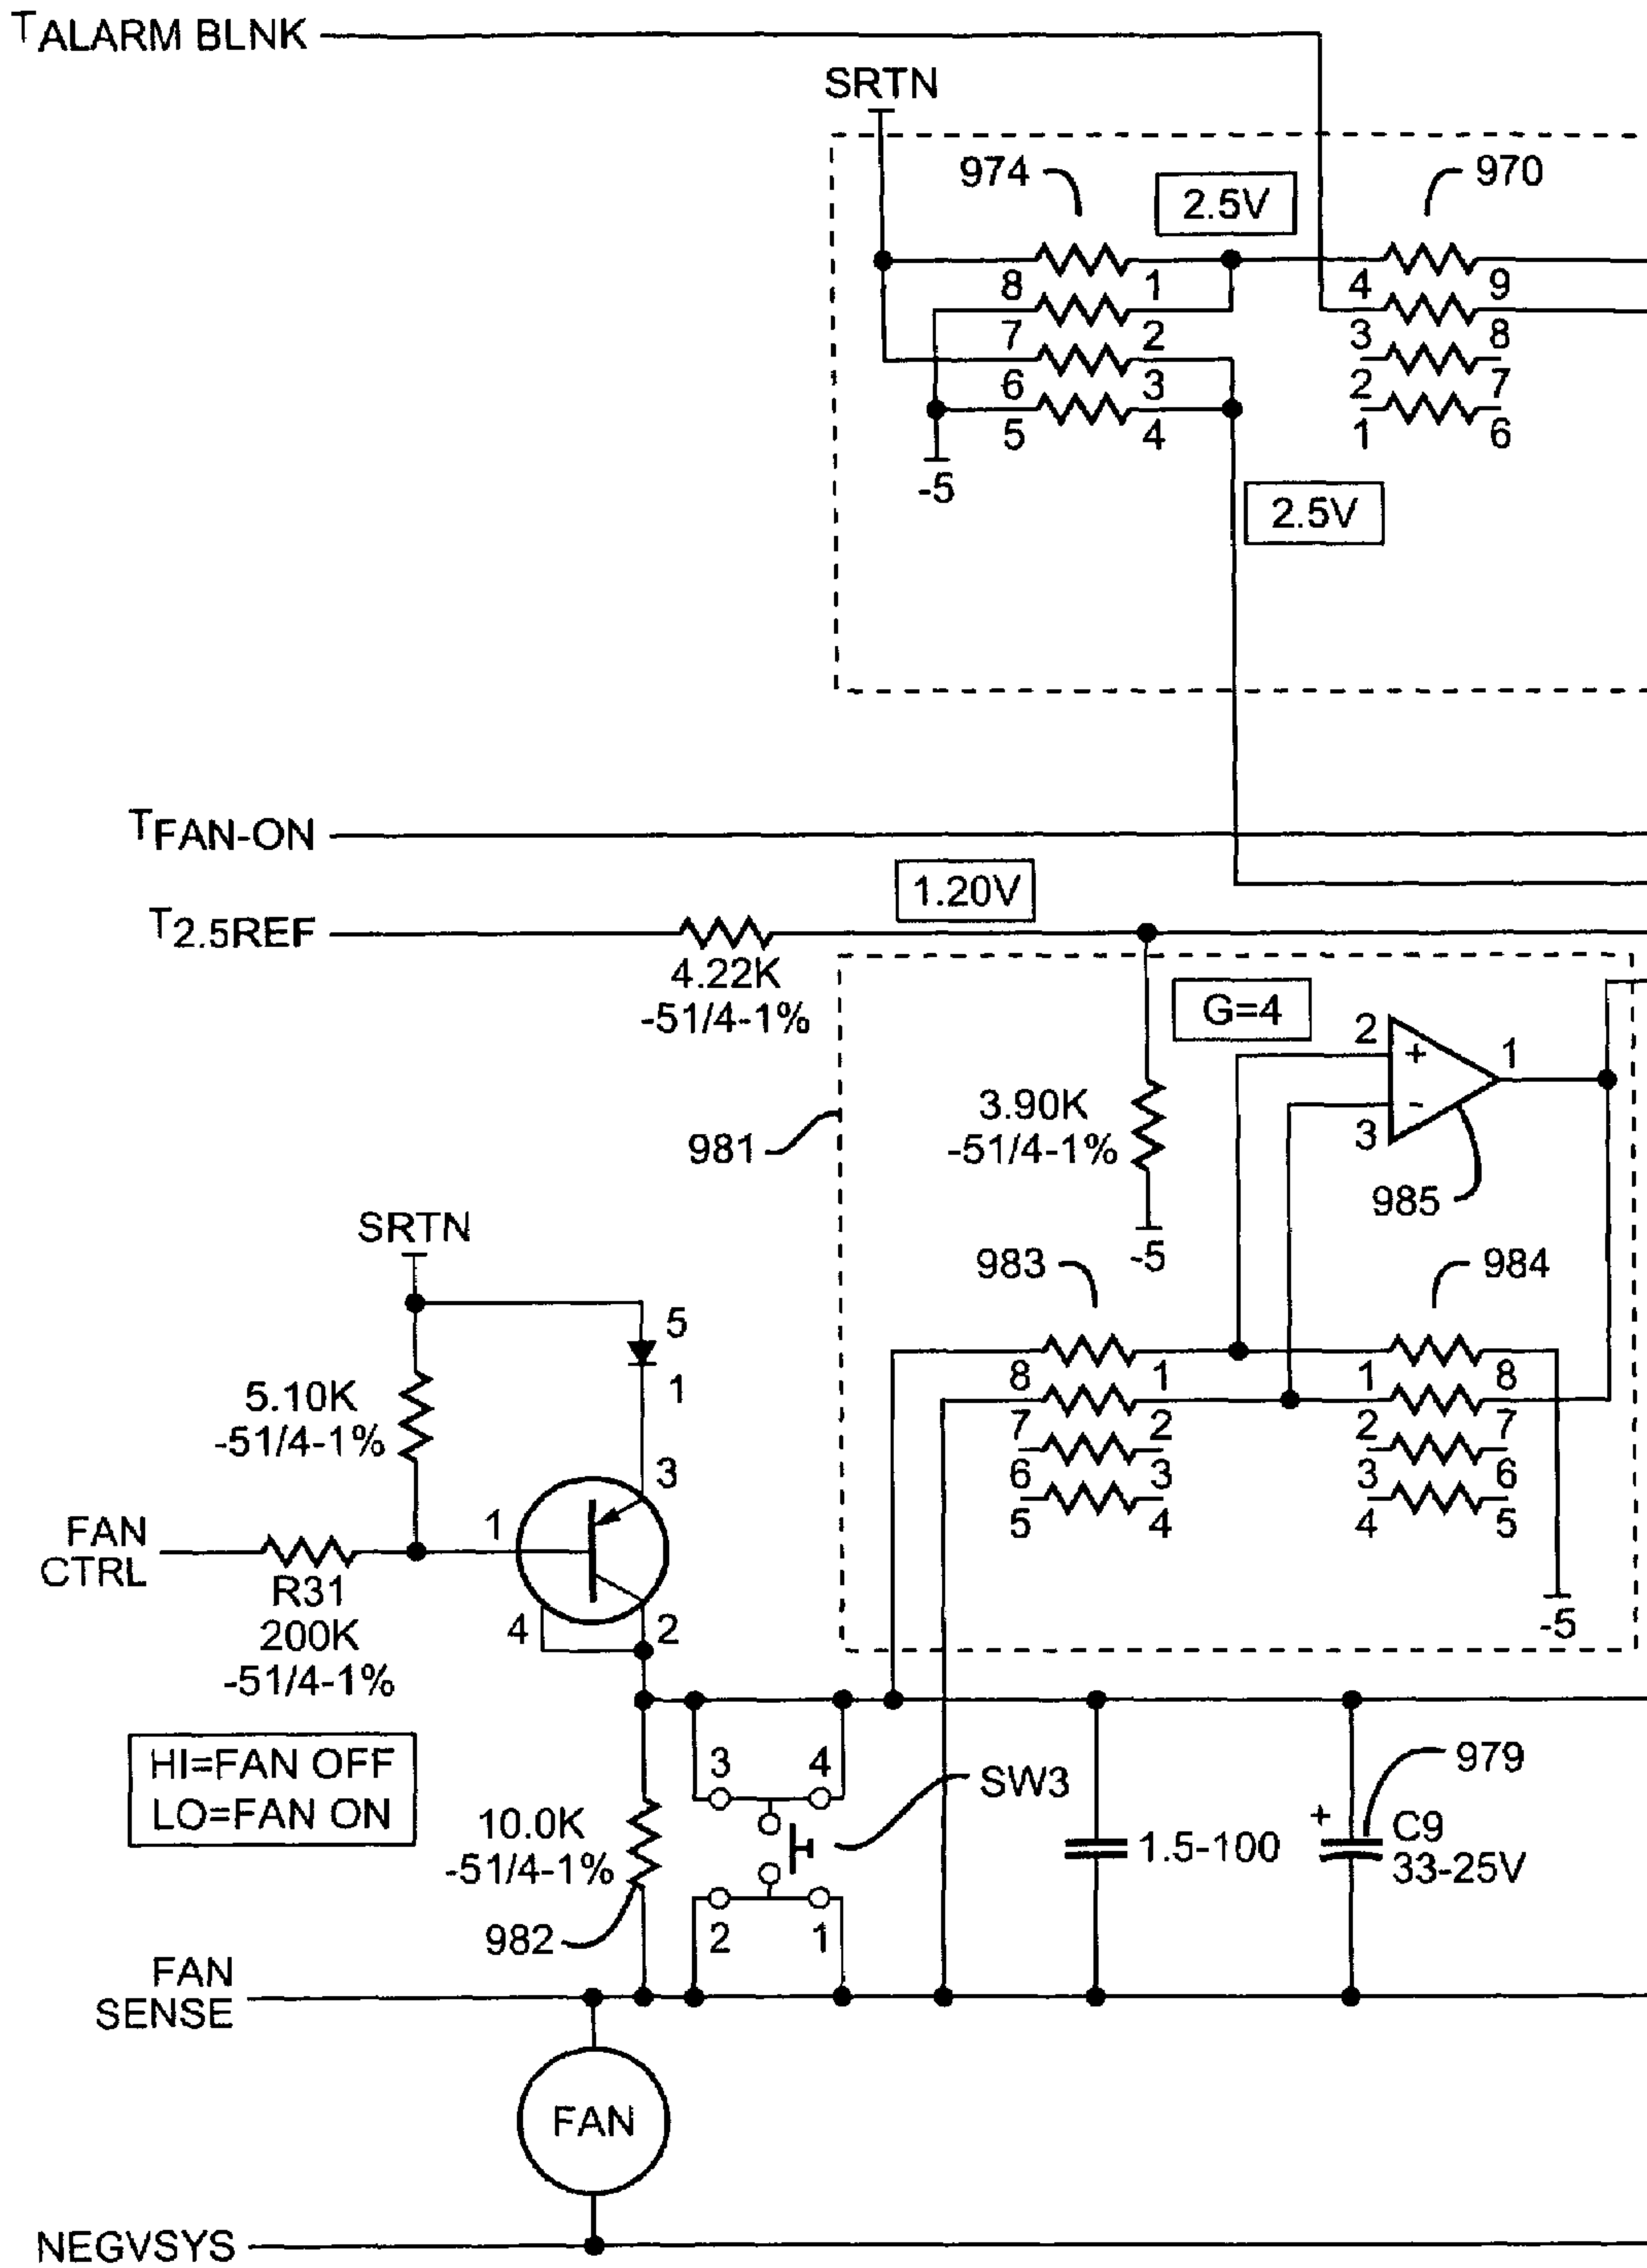 TALARM BLNK
SRTN
974
2.5V
970
8 1 4 9
7 2 3 8
6 3 2 7
5 4 1 6
-5
2.5V
TFAN-ON
1.20V
T2.5REF
4.22K
-51/4-1%
G=4
2 + 1
3.90K
-51/4-1%
- 3
981
985
SRTN
-5
983
984
5
1
8 1 1 8
7 2 2 7
6 3 3 6
5 4 4 5
5.10K
-51/4-1%
3
1
FAN
CTRL
R31
200K
-51/4-1%
4 2
-5
HI=FAN OFF
LO=FAN ON
3 4
SW3
979
10.0K
-51/4-1%
1.5-100
+ C9
33-25V
982
2 1
FAN
SENSE
FAN
NEGVSYS